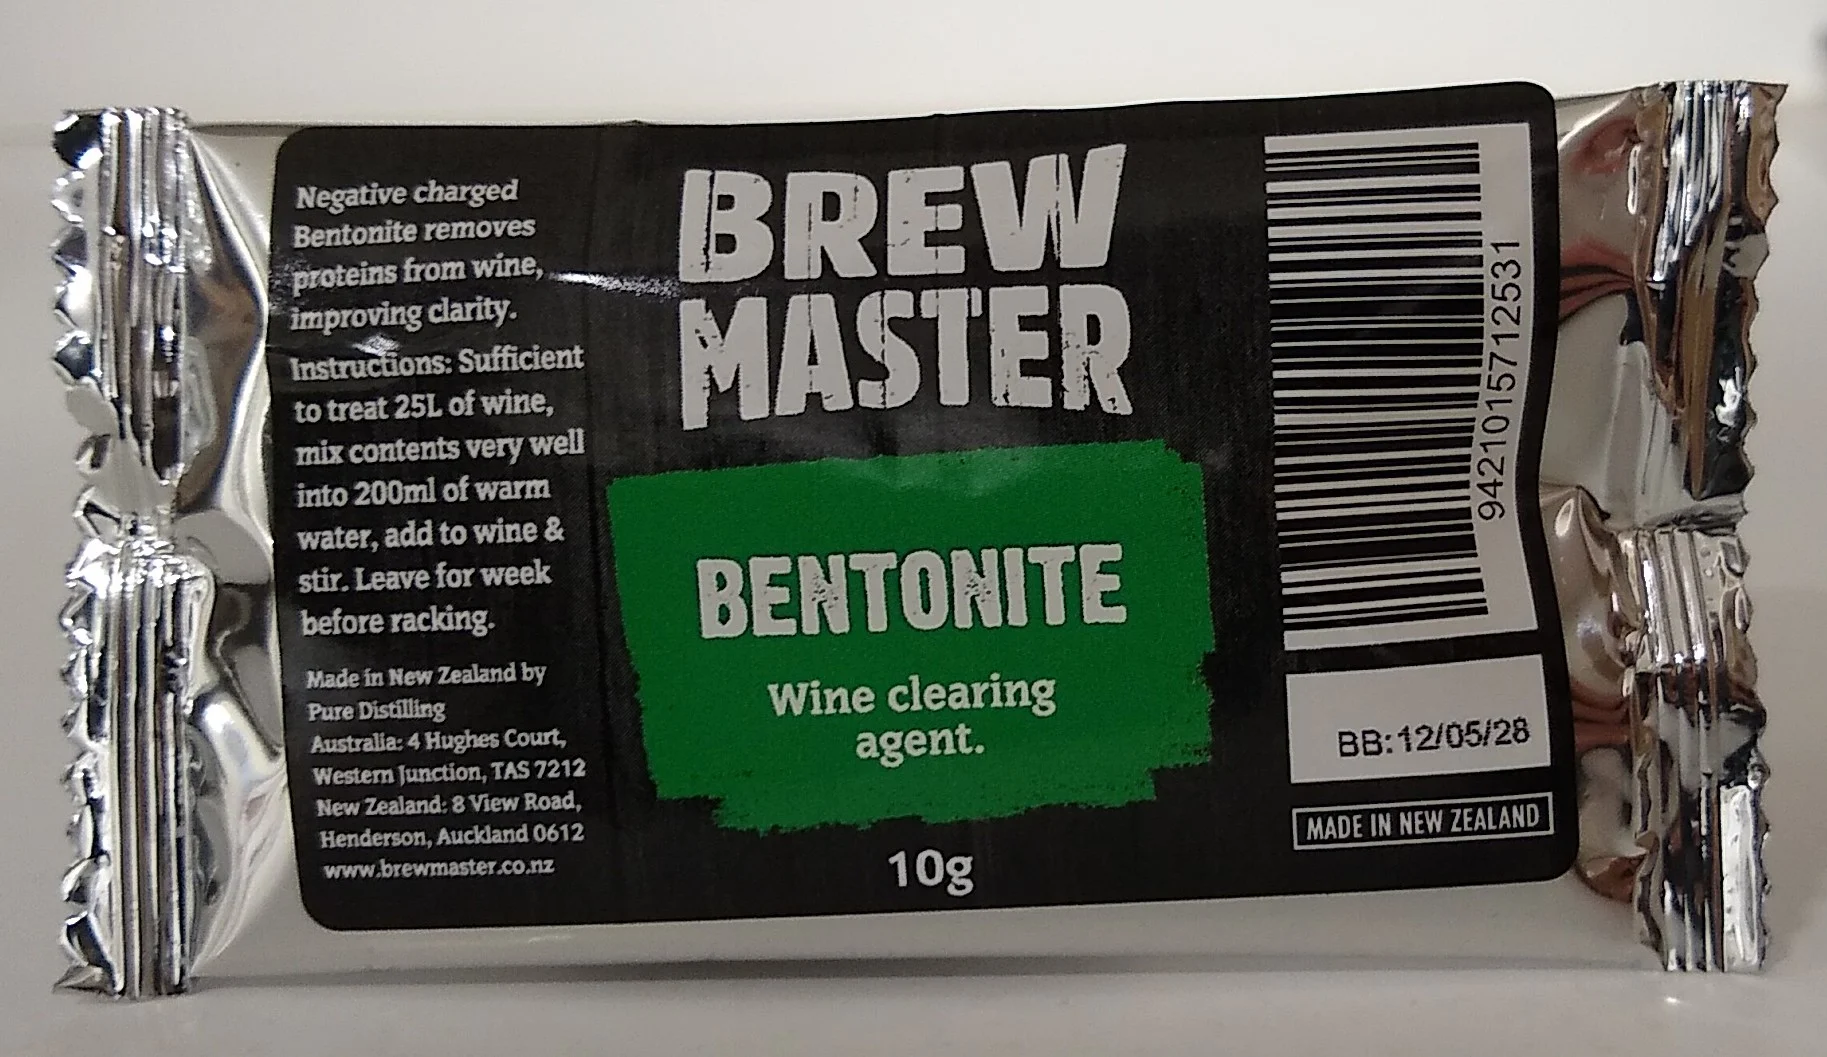 Negative charged
Bentonite removes
proteins from wine,
improving clarity.
Instructions: Sufficient
to treat 25L of wine,
mix contents very well
into 200ml of warm
water, add to wine &
stir. Leave for week
before racking.
Made in New Zealand by
Pure Distilling
Australia: 4 Hughes Court,
Western Junction, TAS 7212
New Zealand: 8 View Road,
Henderson, Auckland 0612
www.brewmaster.co.nz
BREW
MASTER
BENTONITE
Wine clearing
agent.
10g
9421015712531
BB:12/05/28
MADE IN NEW ZEALAND